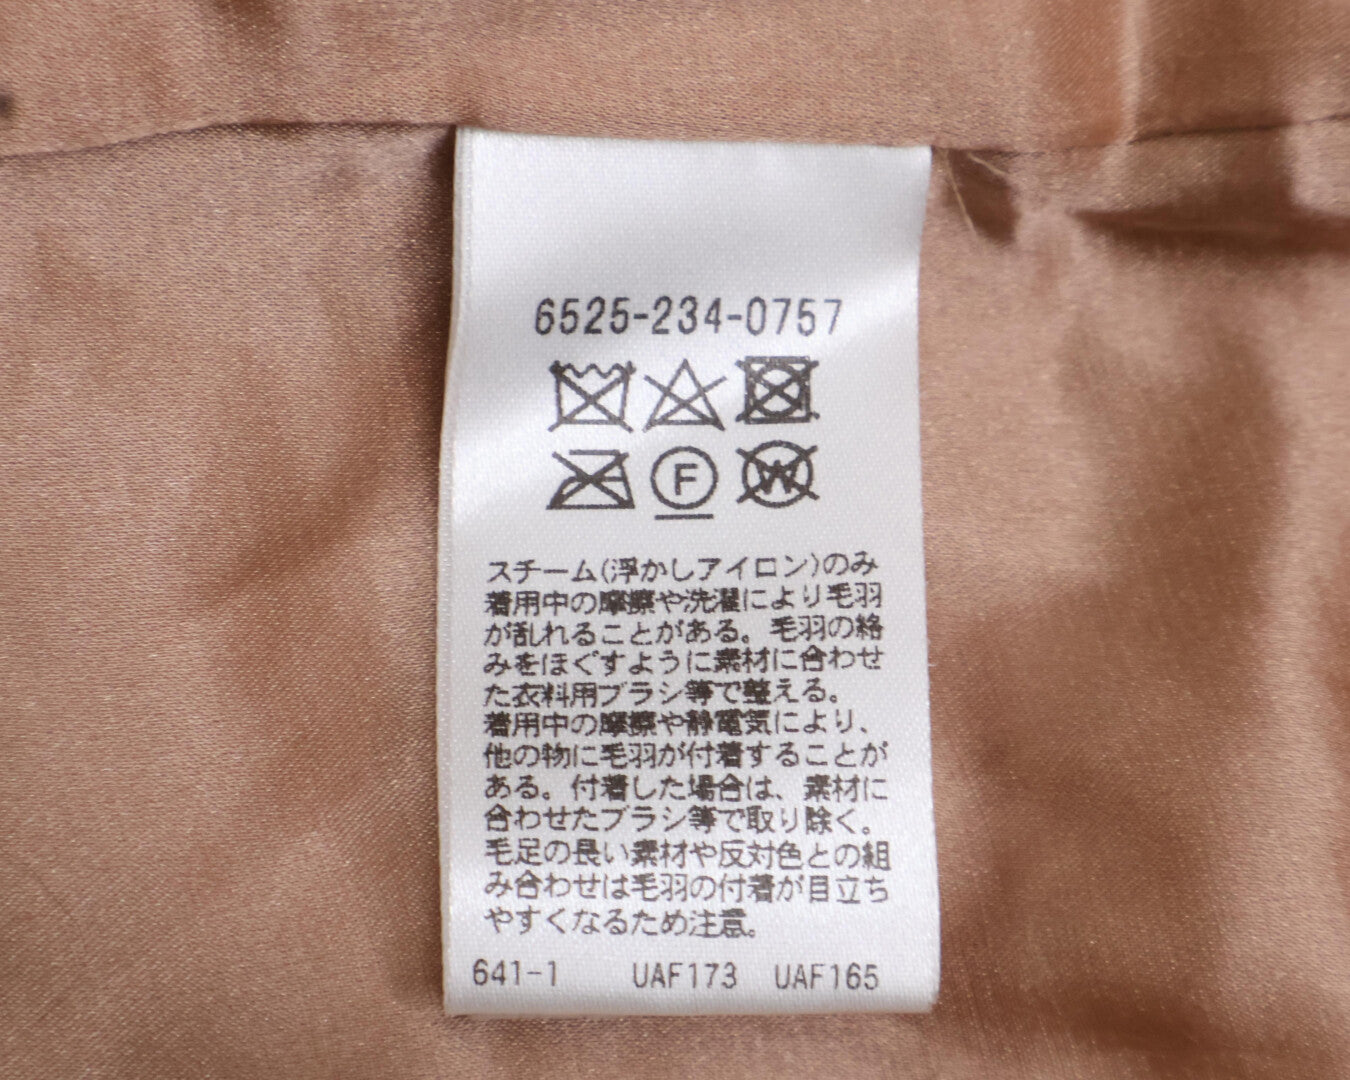 6525-234-0757
F
W
スチーム(浮かしアイロン)のみ
着用中の摩擦や洗濯により毛羽
が乱れることがある。毛羽の絡
みをほぐすように素材に合わせ
た衣料用ブラシ等で整える。
着用中の摩擦や静電気により、
他の物に毛羽が付着することが
ある。付着した場合は、素材に
合わせたブラシ等で取り除く。
毛足の長い素材や反対色との組
み合わせは毛羽の付着が目立ち
やすくなるため注意。
641-1 UAF173 UAF165